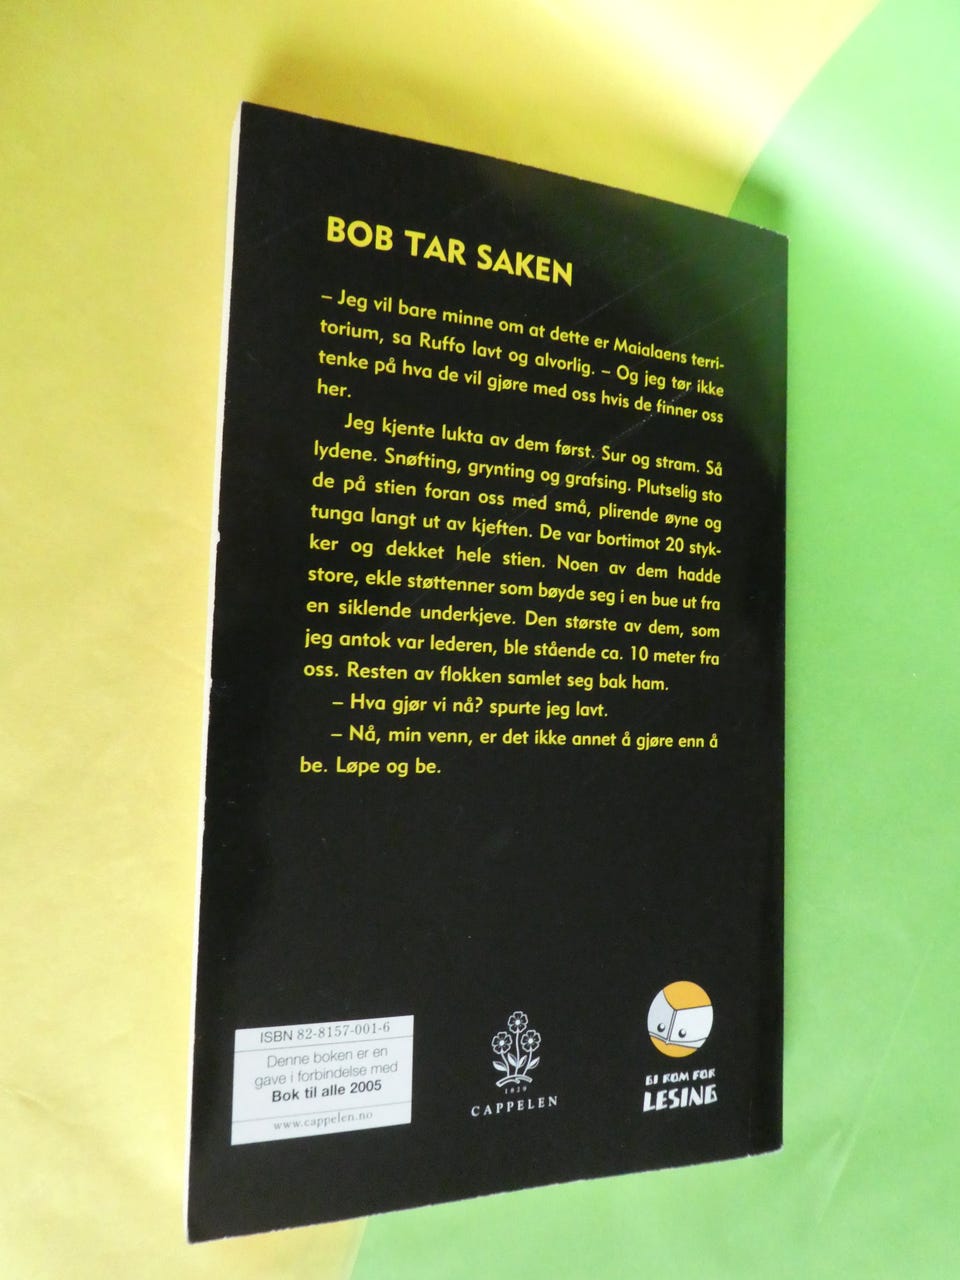 BOB TAR SAKEN
– Jeg vil bare minne om at dette er Maialaens terri-
torium, sa Ruffo lavt og alvorlig. – Og jeg tør ikke
tenke på hva de vil gjøre med oss hvis de finner oss
her.
Jeg kjente lukta av dem først. Sur og stram. Så
lydene. Snøfting, grynting og grafsing. Plutselig sto
de på stien foran oss med små, plirende øyne og
tunga langt ut av kjeften. De var bortimot 20 styk-
ker og dekket hele stien. Noen av dem hadde
store, ekle støttenner som bøyde seg i en bue ut fra
en siklende underkjeve. Den største av dem, som
jeg antok var lederen, ble stående ca. 10 meter fra
oss. Resten av flokken samlet seg bak ham.
– Hva gjør vi nå? spurte jeg lavt.
– Nå, min venn, er det ikke annet å gjøre enn å
be. Løpe og be.
ISBN 82-8157-001-6
Denne boken er en
gave i forbindelse med
Bok til alle 2005
www.cappelen.no
1829
CAPPELEN
GI ROM FOR
LESING